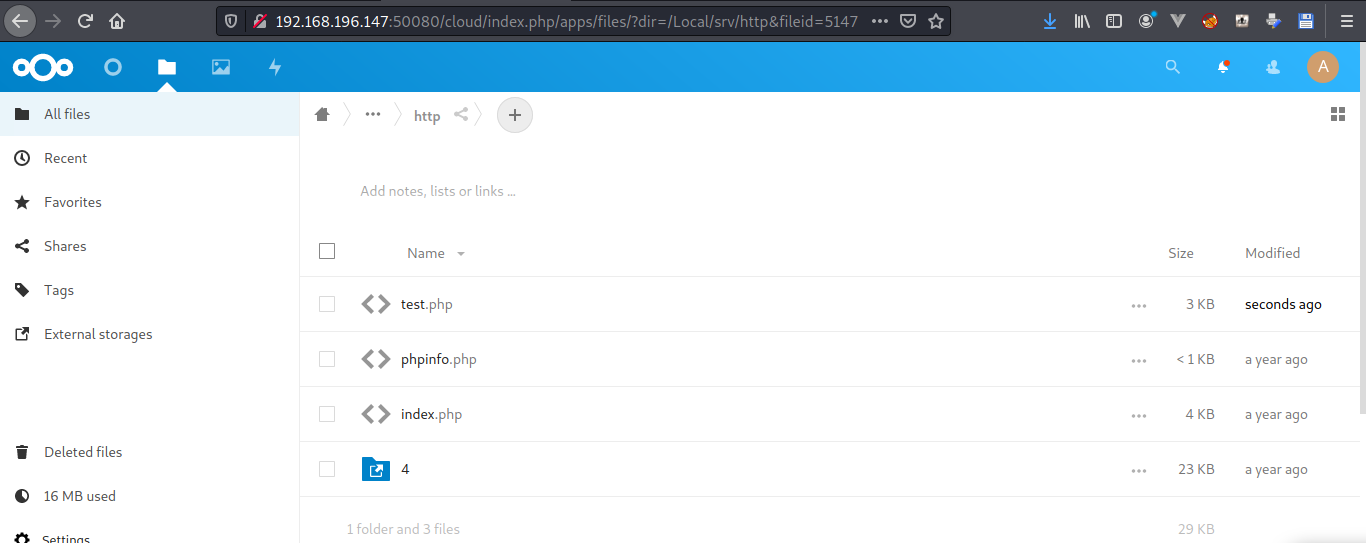 192.168.196.147:50080/cloud/index.php/apps/files/?dir=/Local/srv/http&fileid=5147
A
All files
http
Recent
Favorites
Shares
Tags
External storages
Deleted files
16 MB used
Settings
Add notes, lists or links ...
Name Size Modified
test.php 3 KB seconds ago
phpinfo.php < 1 KB a year ago
index.php 4 KB a year ago
4 23 KB a year ago
1 folder and 3 files 29 KB